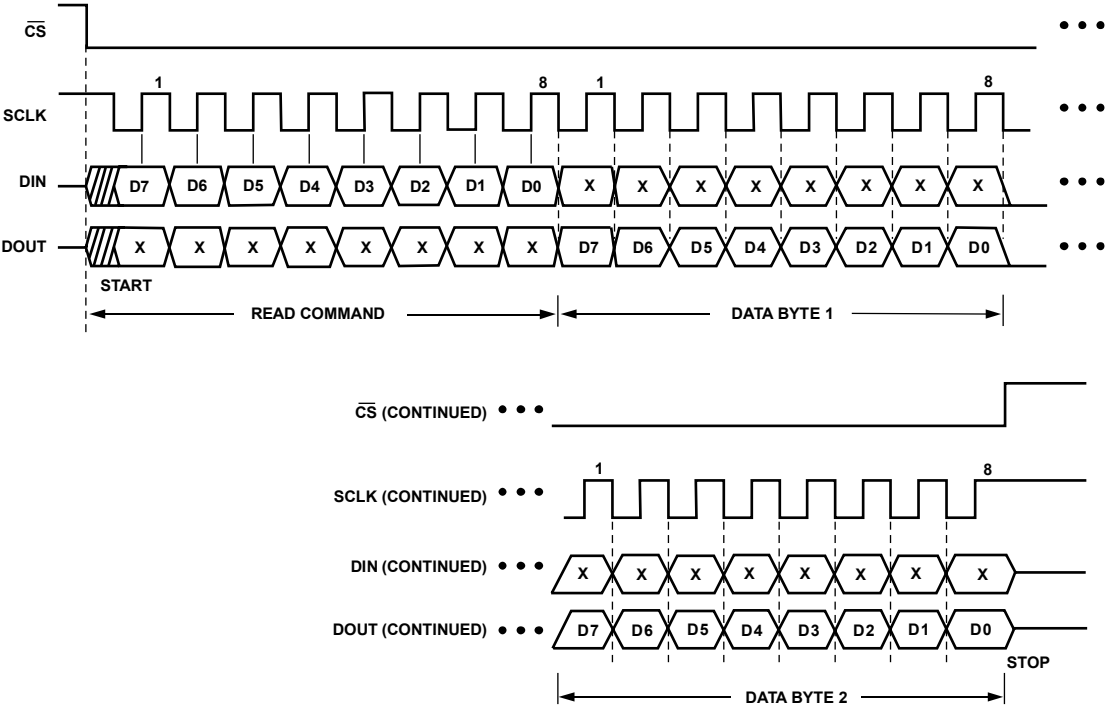 C̅S̅
1 8 1 8
SCLK
DIN D7 D6 D5 D4 D3 D2 D1 D0 X X X X X X X X
DOUT X X X X X X X X D7 D6 D5 D4 D3 D2 D1 D0
START
READ COMMAND DATA BYTE 1
C̅S̅ (CONTINUED)
1 8
SCLK (CONTINUED)
DIN (CONTINUED) X X X X X X X X
DOUT (CONTINUED) D7 D6 D5 D4 D3 D2 D1 D0
STOP
DATA BYTE 2